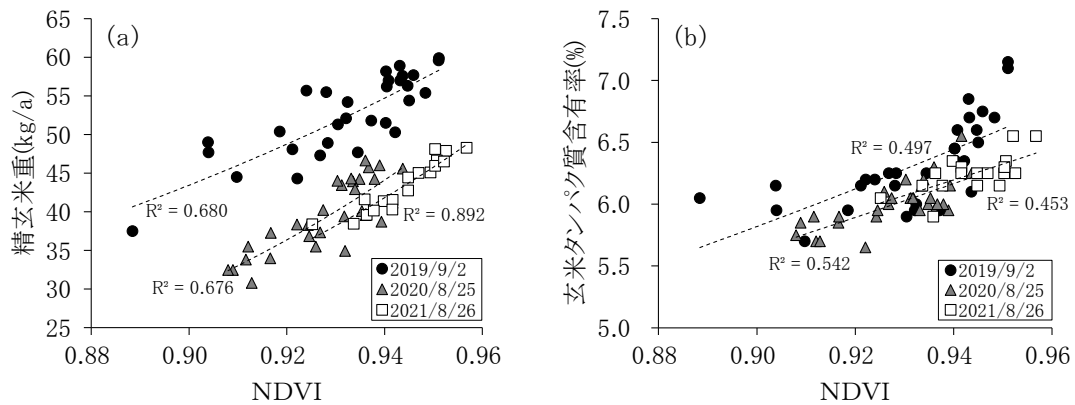 (a)
精玄米重(kg/a)
65
60
55
50
45
40
35
30
25
R² = 0.680
R² = 0.892
R² = 0.676
2019/9/2
2020/8/25
2021/8/26
0.88
0.90
0.92
0.94
0.96
NDVI
(b)
玄米タンパク質含有率(%)
7.5
7.0
6.5
6.0
5.5
5.0
R² = 0.497
R² = 0.453
R² = 0.542
2019/9/2
2020/8/25
2021/8/26
0.88
0.90
0.92
0.94
0.96
NDVI